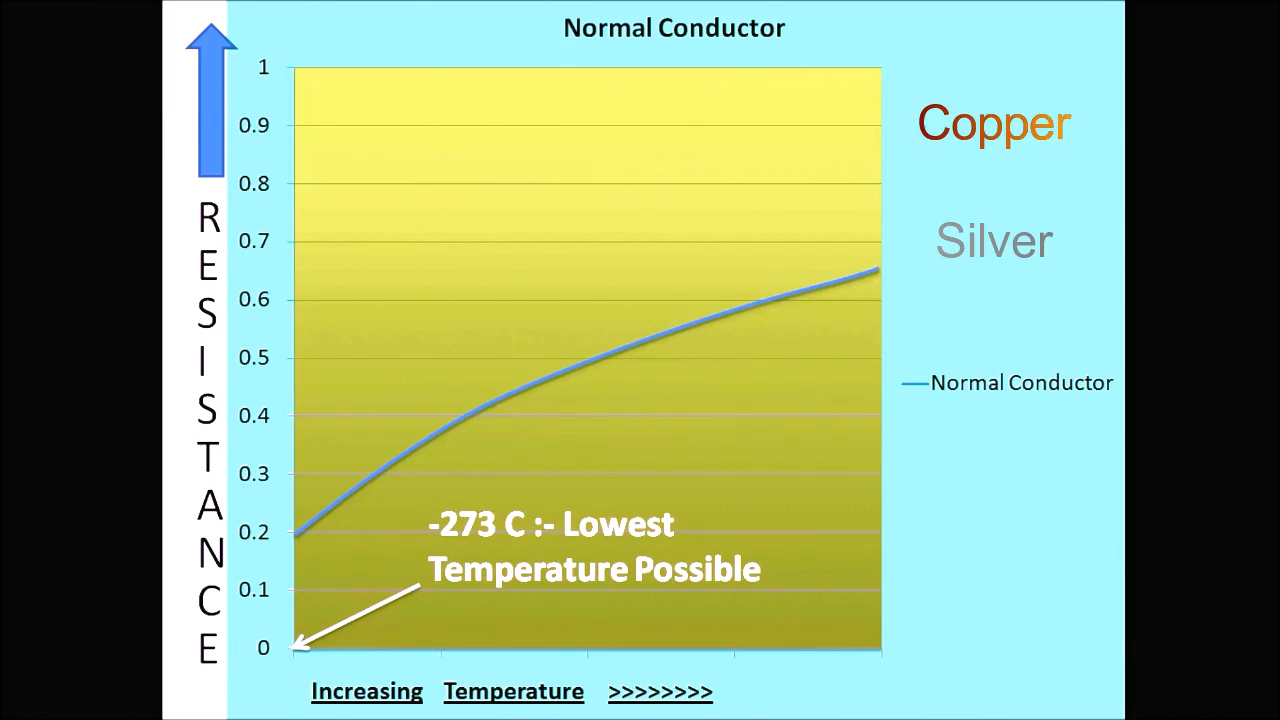 Normal Conductor
RESISTANCE
1
0.9
0.8
0.7
0.6
0.5
0.4
0.3
0.2
0.1
0
Copper
Silver
Normal Conductor
-273 C :- Lowest
Temperature Possible
Increasing Temperature >>>>>>>>